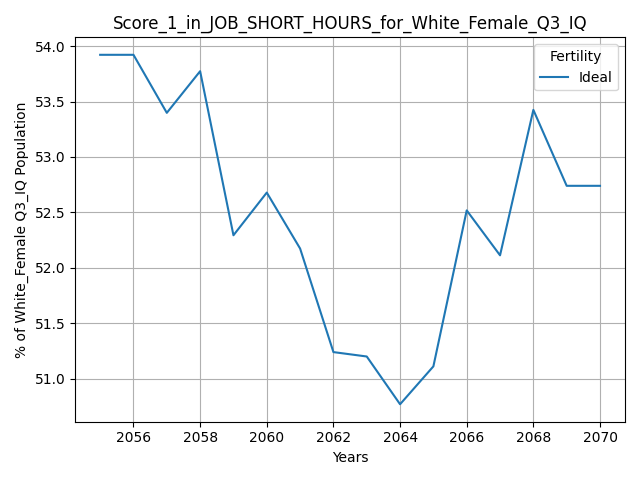 Score_1_in_JOB_SHORT_HOURS_for_White_Female_Q3_IQ
Fertility
Ideal
% of White_Female Q3_IQ Population
54.0
53.5
53.0
52.5
52.0
51.5
51.0
2056 2058 2060 2062 2064 2066 2068 2070
Years